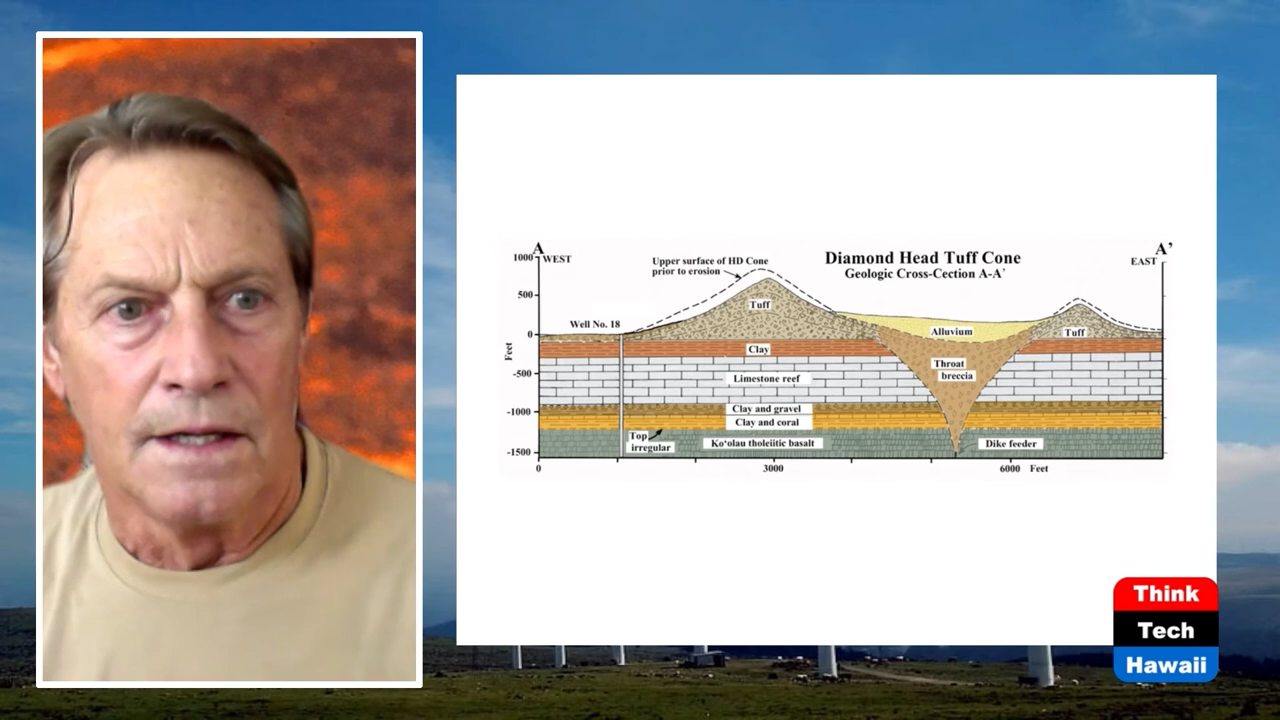 A
A'
1000
WEST
Upper surface of HD Cone
prior to erosion
Diamond Head Tuff Cone
Geologic Cross-Cection A-A'
EAST
500
Tuff
Well No. 18
0
Alluvium
Tuff
Feet
Clay
Throat
breccia
-500
Limestone reef
-1000
Clay and gravel
Clay and coral
Top
irregular
Ko'olau tholeiitic basalt
Dike feeder
-1500
0
3000
6000
Feet
Think
Tech
Hawaii